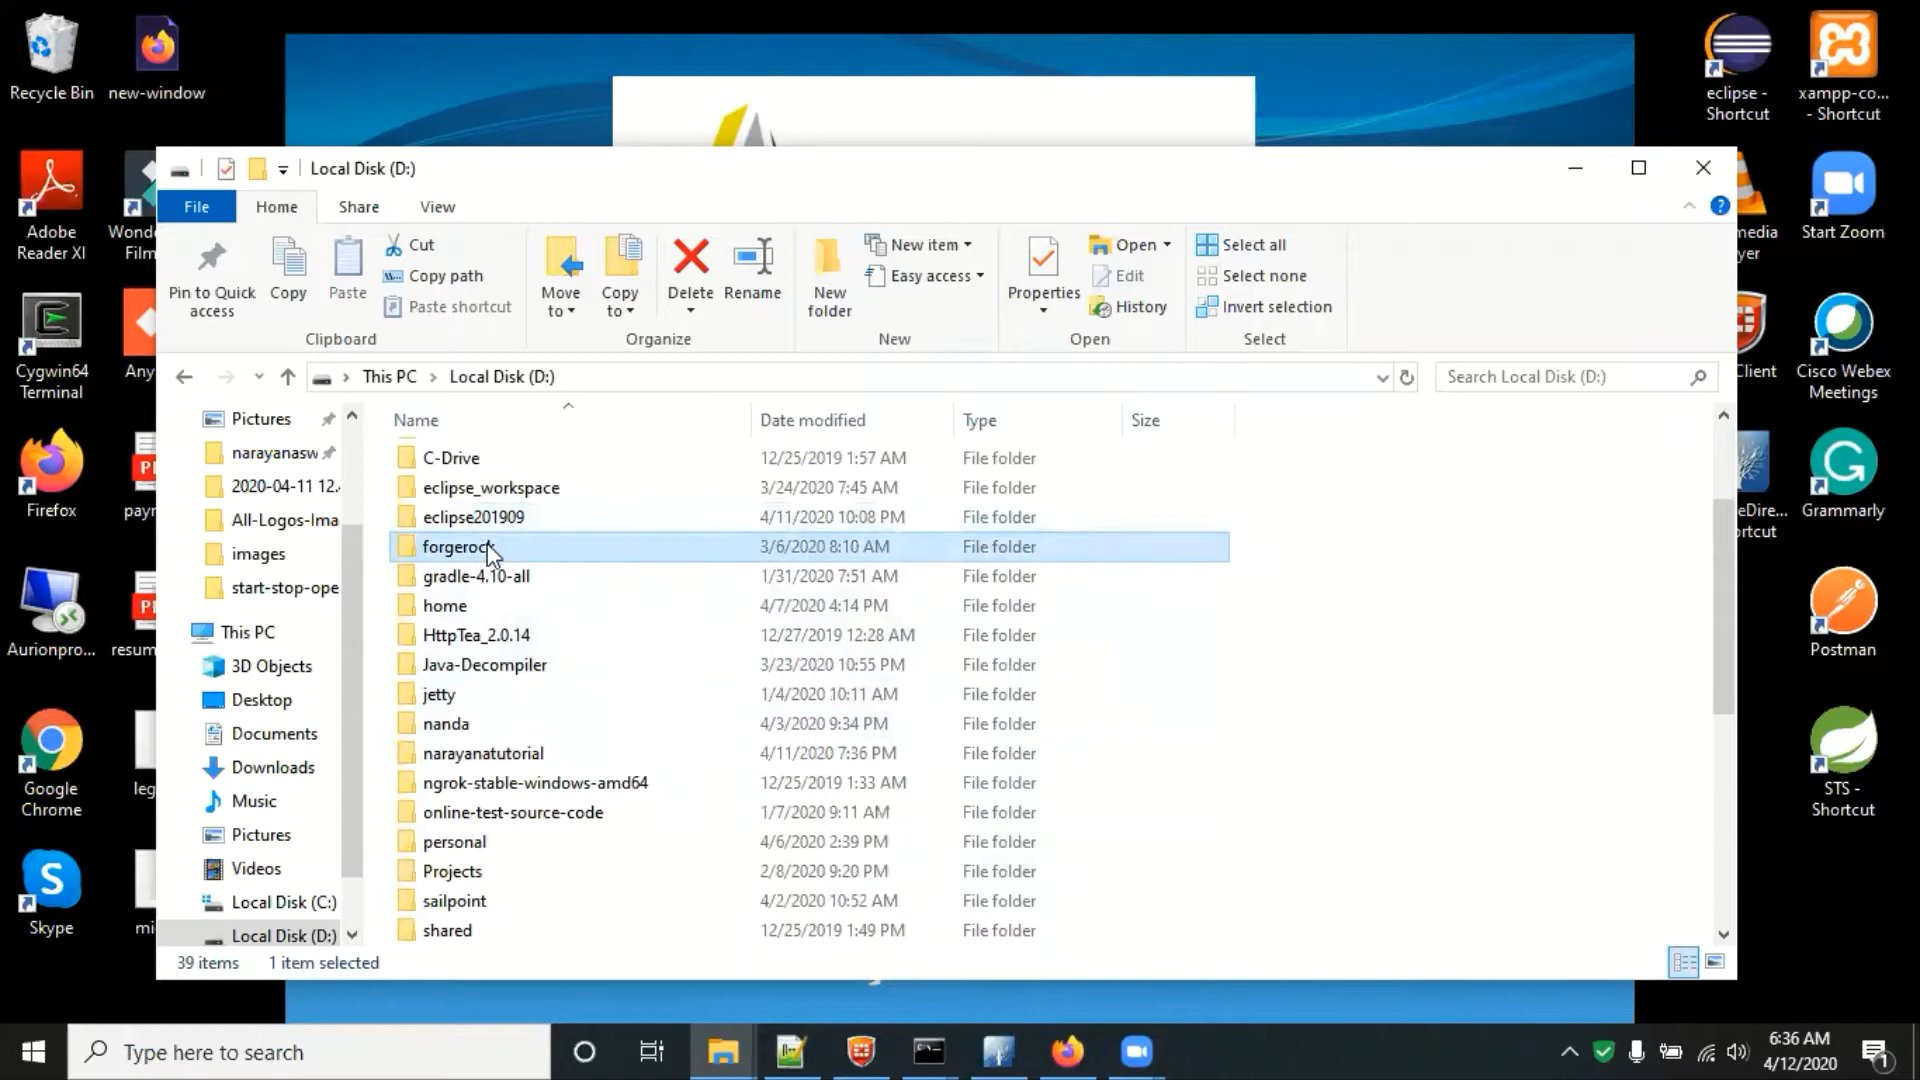 Recycle Bin
new-window
eclipse -
Shortcut
xampp-co...
- Shortcut
Local Disk (D:)
File
Home
Share
View
Adobe
Reader XI
Start Zoom
Pin to Quick
access
Copy
Paste
Cut
Copy path
Paste shortcut
Clipboard
Move
to
Copy
to
Delete
Rename
Organize
New
folder
New item
Easy access
New
Properties
Open
Edit
History
Open
Select all
Select none
Invert selection
Select
Cygwin64
Terminal
Cisco Webex
Meetings
This PC
Local Disk (D:)
Search Local Disk (D:)
Pictures
narayanasw
2020-04-11 12.
All-Logos-Ima
images
start-stop-ope
This PC
3D Objects
Desktop
Documents
Downloads
Music
Pictures
Videos
Local Disk (C:)
Local Disk (D:)
Name Date modified Type Size
C-Drive 12/25/2019 1:57 AM File folder
eclipse_workspace 3/24/2020 7:45 AM File folder
eclipse201909 4/11/2020 10:08 PM File folder
forgerock 3/6/2020 8:10 AM File folder
gradle-4.10-all 1/31/2020 7:51 AM File folder
home 4/7/2020 4:14 PM File folder
HttpTea_2.0.14 12/27/2019 12:28 AM File folder
Java-Decompiler 3/23/2020 10:55 PM File folder
jetty 1/4/2020 10:11 AM File folder
nanda 4/3/2020 9:34 PM File folder
narayanatutorial 4/11/2020 7:36 PM File folder
ngrok-stable-windows-amd64 12/25/2019 1:33 AM File folder
online-test-source-code 1/7/2020 9:11 AM File folder
personal 4/6/2020 2:39 PM File folder
Projects 2/8/2020 9:20 PM File folder
sailpoint 4/2/2020 10:52 AM File folder
shared 12/25/2019 1:49 PM File folder
39 items 1 item selected
Firefox
Grammarly
Aurionpro...
Postman
Google
Chrome
STS -
Shortcut
Skype
Type here to search
6:36 AM
4/12/2020
1